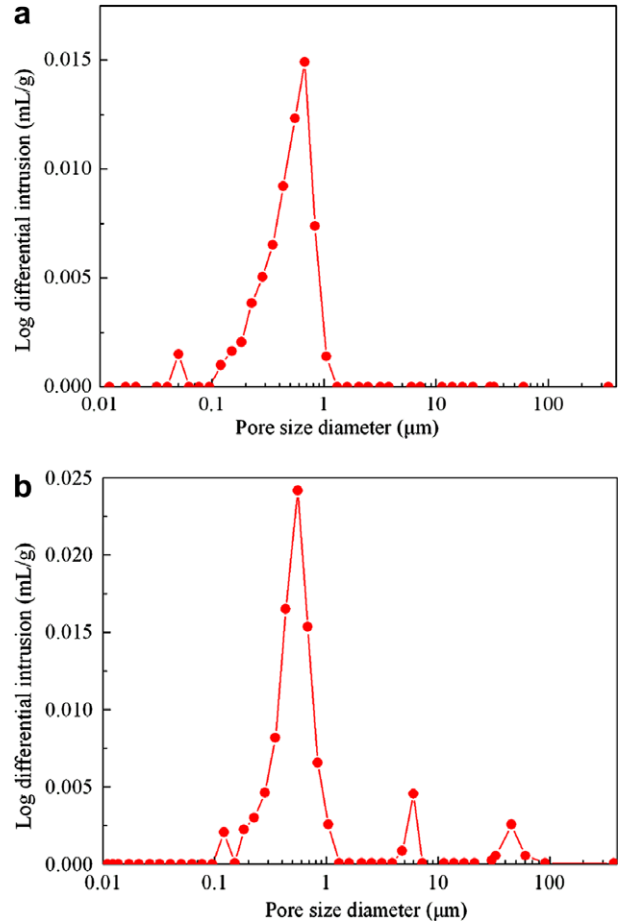 a
0.015
0.010
0.005
0.000
Log differential intrusion (mL/g)
0.01 0.1 1 10 100
Pore size diameter (μm)
b
0.025
0.020
0.015
0.010
0.005
0.000
Log differential intrusion (mL/g)
0.01 0.1 1 10 100
Pore size diameter (μm)